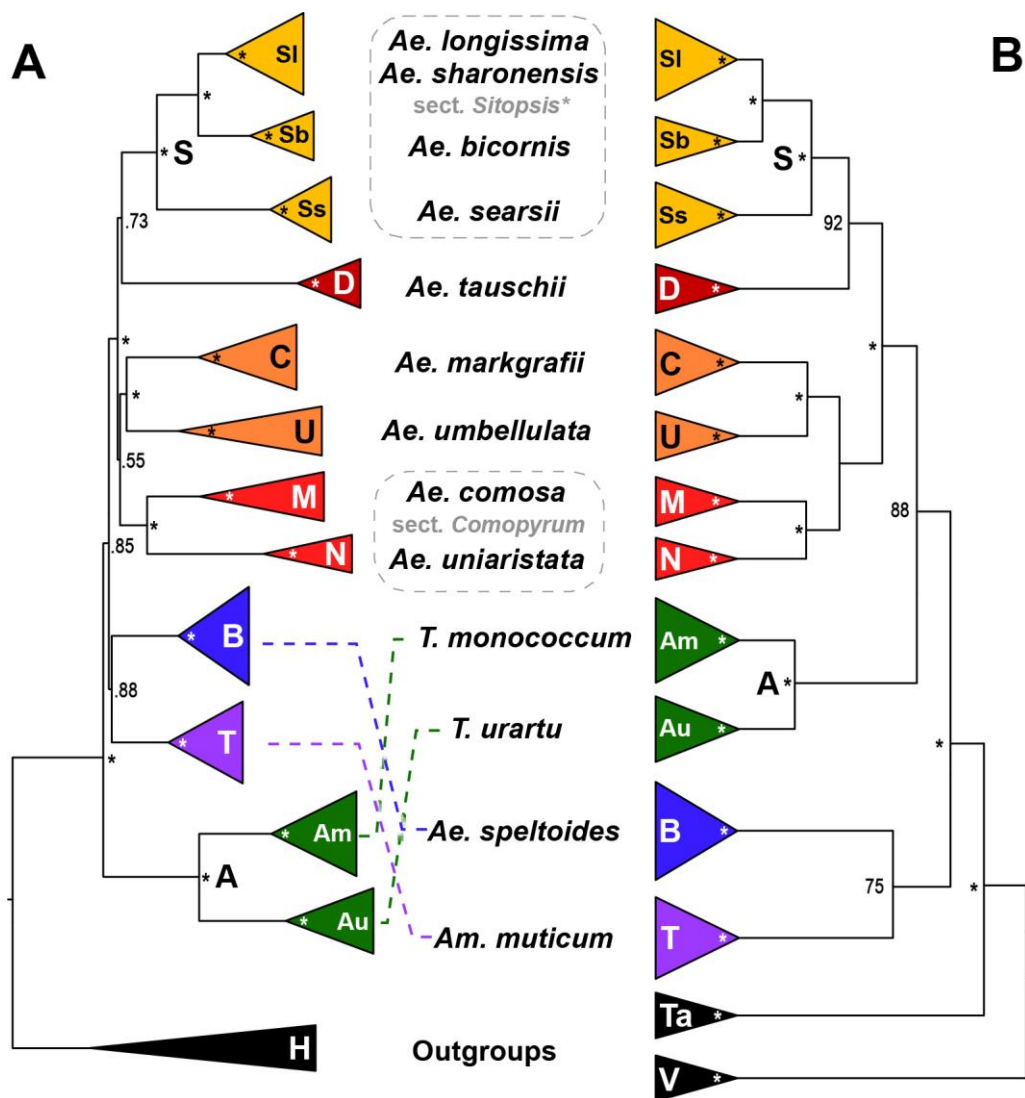 A
B
Sl
*
Ae. longissima
Sl
*
Ae. sharonensis
*
*
sect. Sitopsis*
Sb
*
Ae. bicornis
Sb
*
* S
S *
Ss
*
Ae. searsii
Ss
*
.73
92
D
*
Ae. tauschii
D
*
*
*
C
*
Ae. markgrafii
C
*
*
*
U
*
Ae. umbellulata
U
*
.55
M
*
Ae. comosa
M
*
88
sect. Comopyrum
*
*
.85
N
*
Ae. uniaristata
N
*
B
*
T. monococcum
Am
*
.88
A *
T
*
T. urartu
Au
*
*
*
Am
*
Ae. speltoides
B
*
* A
75
*
Au
*
Am. muticum
T
*
Ta
*
H
Outgroups
V
*